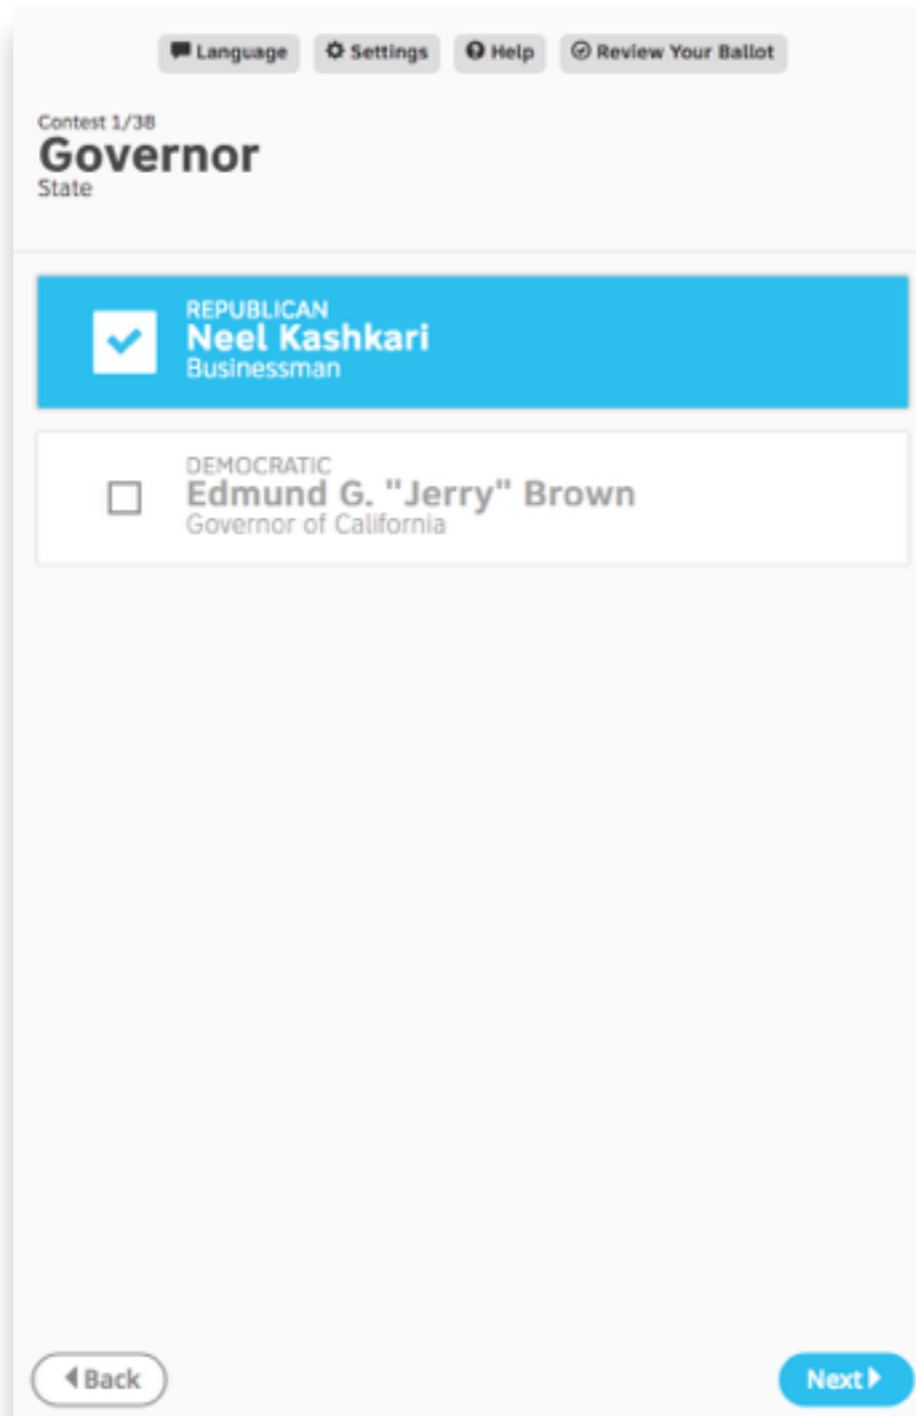 Language Settings Help Review Your Ballot
Contest 1/38
Governor
State
REPUBLICAN
Neel Kashkari
Businessman
DEMOCRATIC
Edmund G. "Jerry" Brown
Governor of California
Back Next